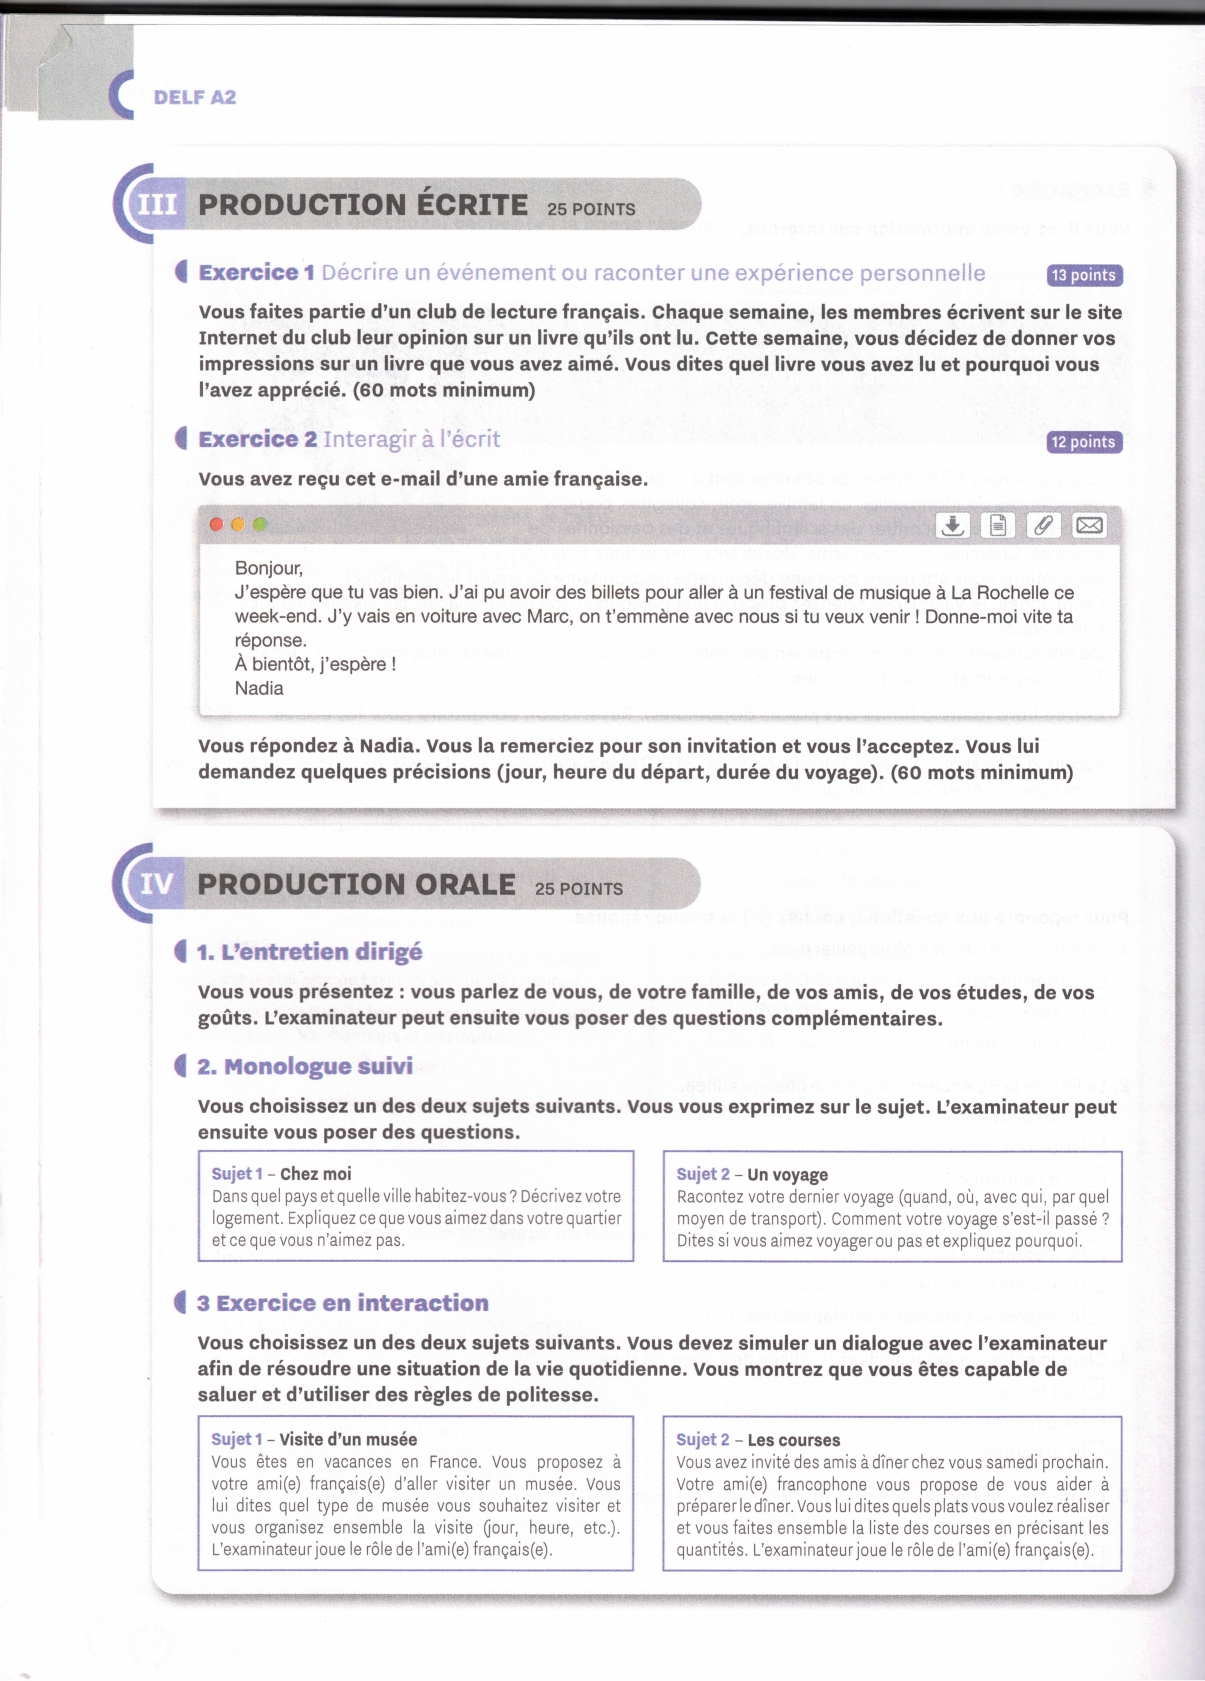 DELF A2
III PRODUCTION ÉCRITE 25 POINTS
Exercice 1 Décrire un événement ou raconter une expérience personnelle 13 points
Vous faites partie d'un club de lecture français. Chaque semaine, les membres écrivent sur le site
Internet du club leur opinion sur un livre qu'ils ont lu. Cette semaine, vous décidez de donner vos
impressions sur un livre que vous avez aimé. Vous dites quel livre vous avez lu et pourquoi vous
l'avez apprécié. (60 mots minimum)
Exercice 2 Interagir à l'écrit 12 points
Vous avez reçu cet e-mail d'une amie française.
Bonjour,
J'espère que tu vas bien. J'ai pu avoir des billets pour aller à un festival de musique à La Rochelle ce
week-end. J'y vais en voiture avec Marc, on t'emmène avec nous si tu veux venir ! Donne-moi vite ta
réponse.
À bientôt, j'espère !
Nadia
Vous répondez à Nadia. Vous la remerciez pour son invitation et vous l'acceptez. Vous lui
demandez quelques précisions (jour, heure du départ, durée du voyage). (60 mots minimum)
IV PRODUCTION ORALE 25 POINTS
1. L'entretien dirigé
Vous vous présentez : vous parlez de vous, de votre famille, de vos amis, de vos études, de vos
goûts. L'examinateur peut ensuite vous poser des questions complémentaires.
2. Monologue suivi
Vous choisissez un des deux sujets suivants. Vous vous exprimez sur le sujet. L'examinateur peut
ensuite vous poser des questions.
Sujet 1 – Chez moi
Dans quel pays et quelle ville habitez-vous ? Décrivez votre
logement. Expliquez ce que vous aimez dans votre quartier
et ce que vous n'aimez pas.
Sujet 2 – Un voyage
Racontez votre dernier voyage (quand, où, avec qui, par quel
moyen de transport). Comment votre voyage s'est-il passé ?
Dites si vous aimez voyager ou pas et expliquez pourquoi.
3 Exercice en interaction
Vous choisissez un des deux sujets suivants. Vous devez simuler un dialogue avec l'examinateur
afin de résoudre une situation de la vie quotidienne. Vous montrez que vous êtes capable de
saluer et d'utiliser des règles de politesse.
Sujet 1 – Visite d'un musée
Vous êtes en vacances en France. Vous proposez à
votre ami(e) français(e) d'aller visiter un musée. Vous
lui dites quel type de musée vous souhaitez visiter et
vous organisez ensemble la visite (jour, heure, etc.).
L'examinateur joue le rôle de l'ami(e) français(e).
Sujet 2 – Les courses
Vous avez invité des amis à dîner chez vous samedi prochain.
Votre ami(e) francophone vous propose de vous aider à
préparer le dîner. Vous lui dites quels plats vous voulez réaliser
et vous faites ensemble la liste des courses en précisant les
quantités. L'examinateur joue le rôle de l'ami(e) français(e).